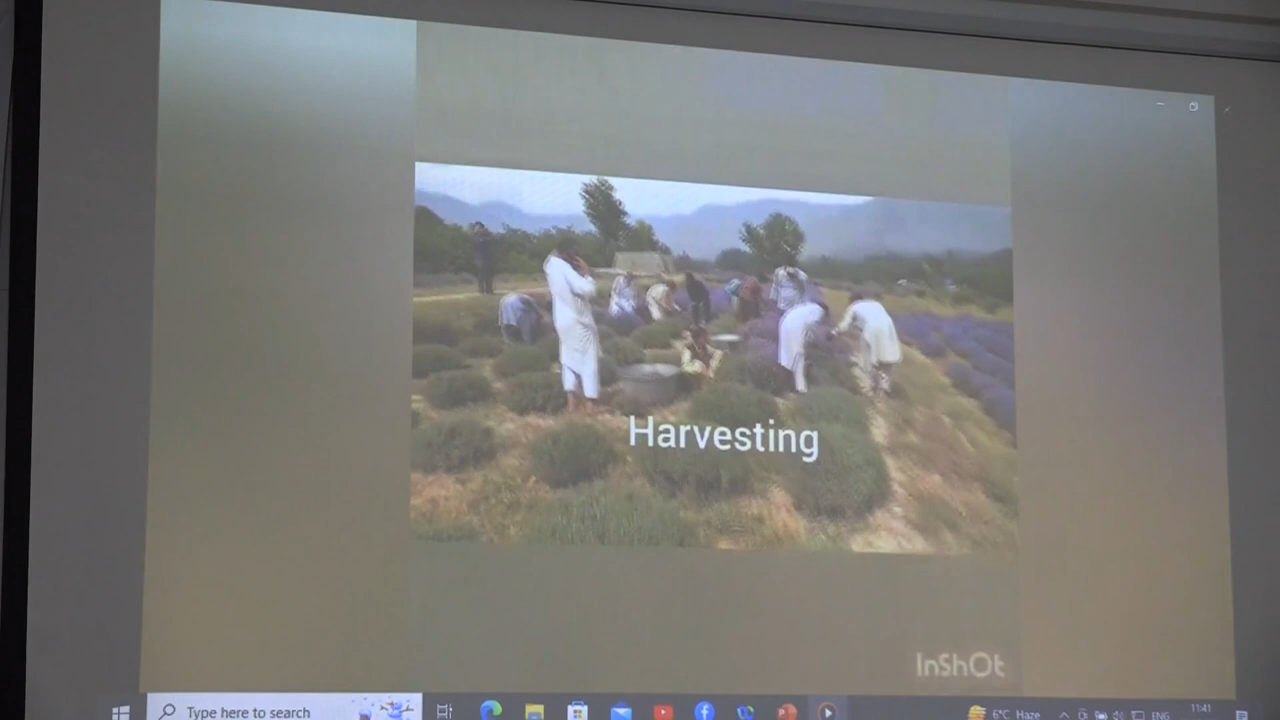 Harvesting
InShOt
Type here to search
6°C Haze
ENG
11:41